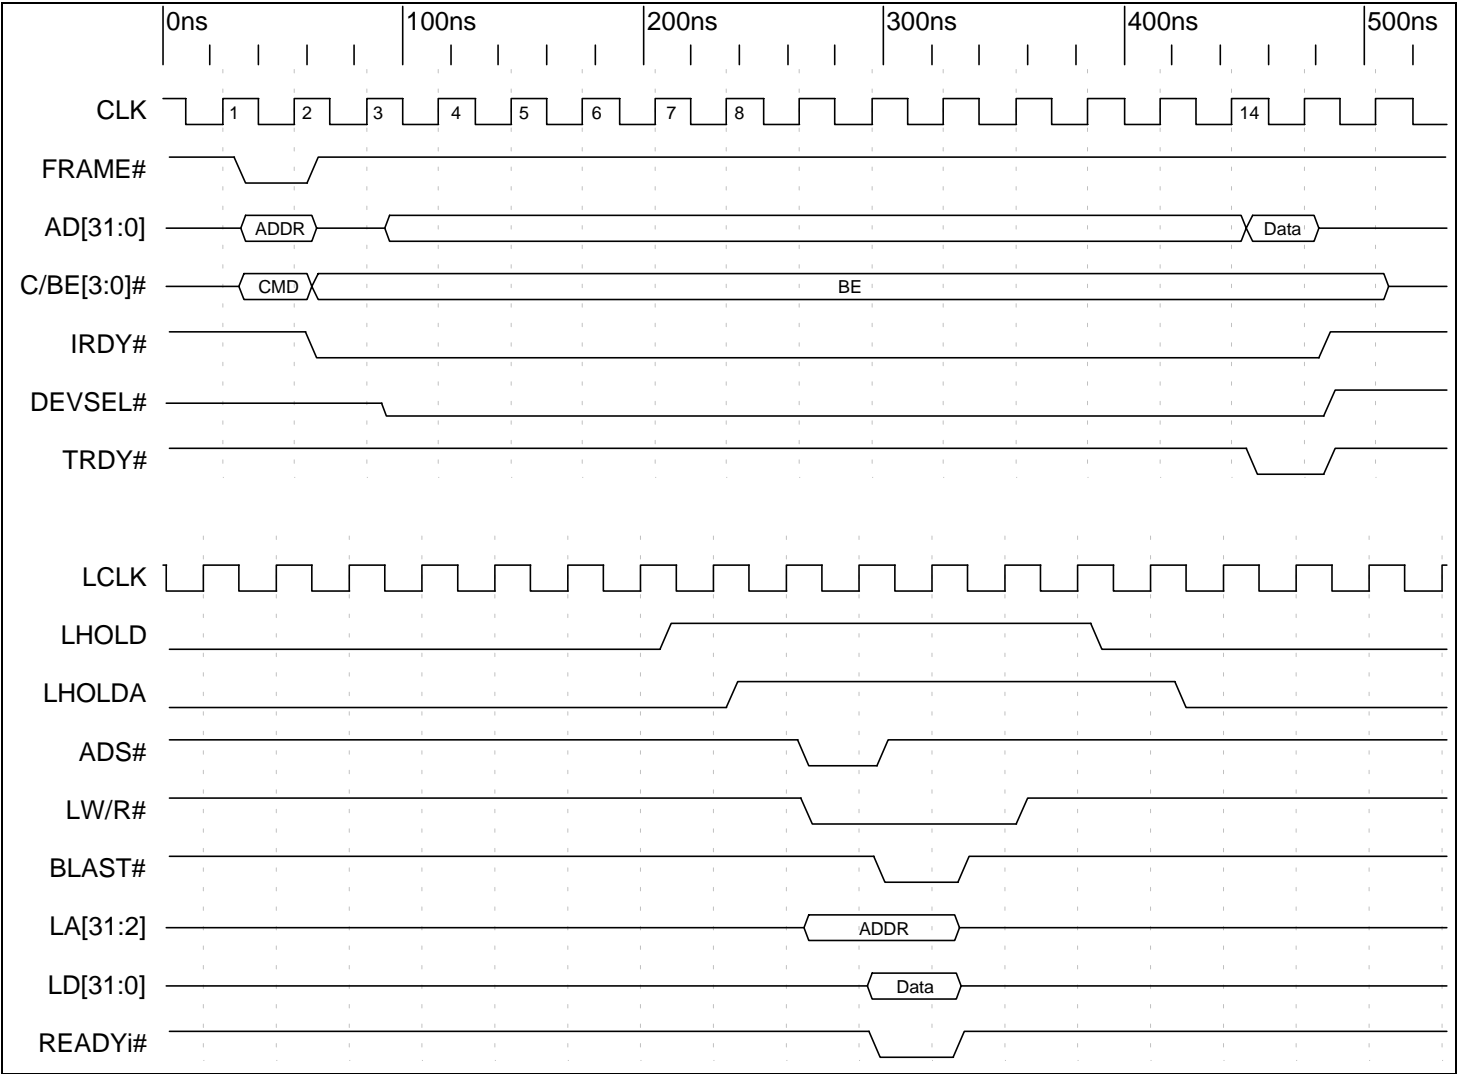 0ns 100ns 200ns 300ns 400ns 500ns
CLK 1 2 3 4 5 6 7 8 14
FRAME#
AD[31:0] ADDR Data
C/BE[3:0]# CMD BE
IRDY#
DEVSEL#
TRDY#
LCLK
LHOLD
LHOLDA
ADS#
LW/R#
BLAST#
LA[31:2] ADDR
LD[31:0] Data
READYi#